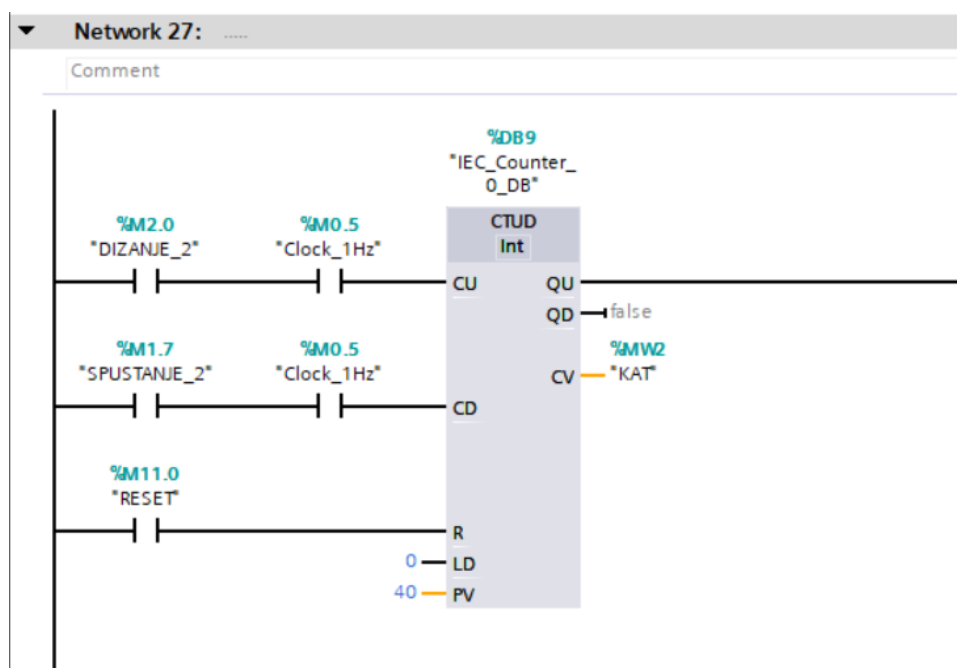 Network 27: .....
Comment
%DB9
"IEC_Counter_
0_DB"
%M2.0
"DIZANJE_2"
%M0.5
"Clock_1Hz"
CTUD
Int
CU
QU
QD
false
%M1.7
"SPUSTANJE_2"
%M0.5
"Clock_1Hz"
%MW2
CV
"KAT"
CD
%M11.0
"RESET"
R
0
LD
40
PV